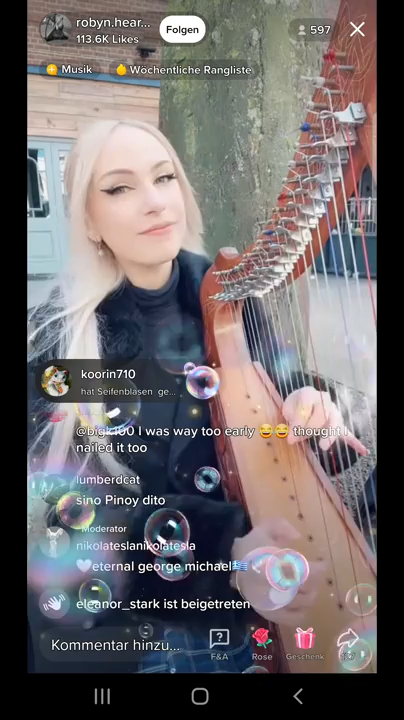 robyn.hear...
113.6K Likes
Folgen
597
Musik
Wöchentliche Rangliste
koorin710
hat Seifenblasen ge...
@bigk100 I was way too early 😂😂 thought I
nailed it too
lumberdcat
sino Pinoy dito
Moderator
nikolateslanikolatesla
🤍eternal george michael🇬🇷
eleanor_stark ist beigetreten
Kommentar hinzu...
F&A
Rose
Geschenk